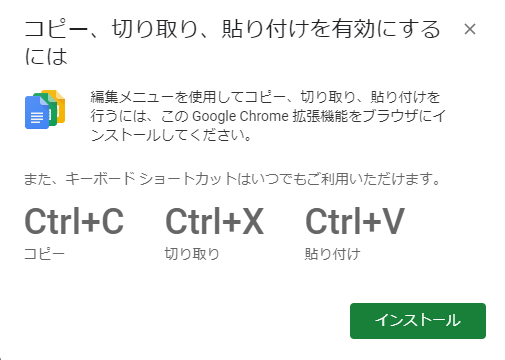 コピー、切り取り、貼り付けを有効にする
には
編集メニューを使用してコピー、切り取り、貼り付けを
行うには、この Google Chrome 拡張機能をブラウザにイ
ンストールしてください。
また、キーボード ショートカットはいつでもご利用いただけます。
Ctrl+C Ctrl+X Ctrl+V
コピー 切り取り 貼り付け
インストール